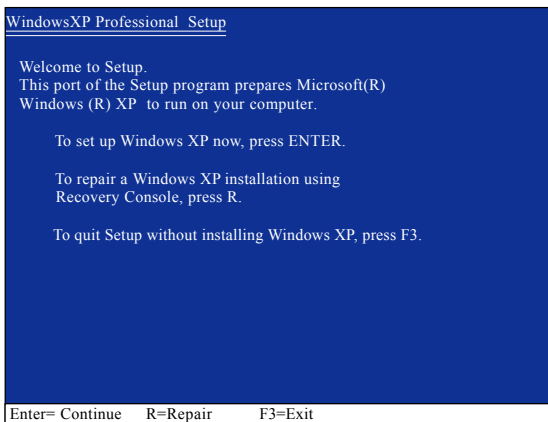 WindowsXP Professional Setup
Welcome to Setup.
This port of the Setup program prepares Microsoft(R)
Windows (R) XP to run on your computer.
To set up Windows XP now, press ENTER.
To repair a Windows XP installation using
Recovery Console, press R.
To quit Setup without installing Windows XP, press F3.
Enter= Continue R=Repair F3=Exit